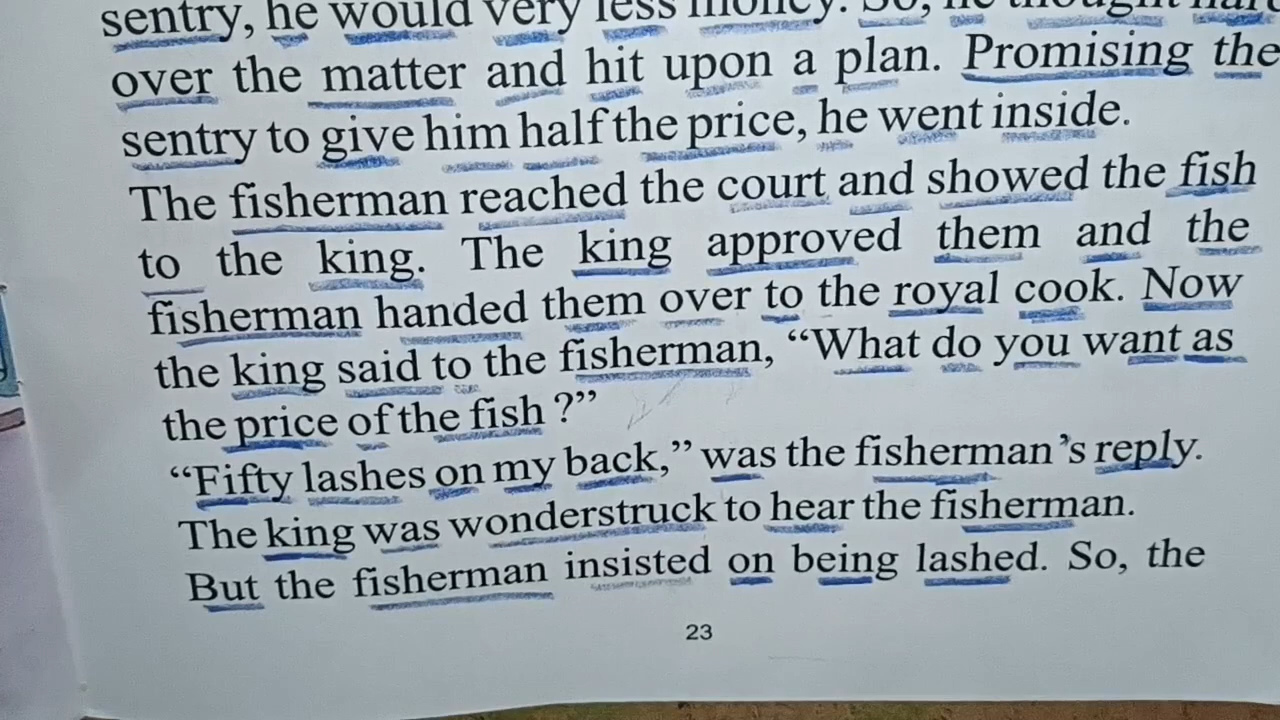 sentry, he would very less money. So, he thought hard
over the matter and hit upon a plan. Promising the
sentry to give him half the price, he went inside.
The fisherman reached the court and showed the fish
to the king. The king approved them and the
fisherman handed them over to the royal cook. Now
the king said to the fisherman, “What do you want as
the price of the fish ?”
“Fifty lashes on my back,” was the fisherman’s reply.
The king was wonderstruck to hear the fisherman.
But the fisherman insisted on being lashed. So, the
23